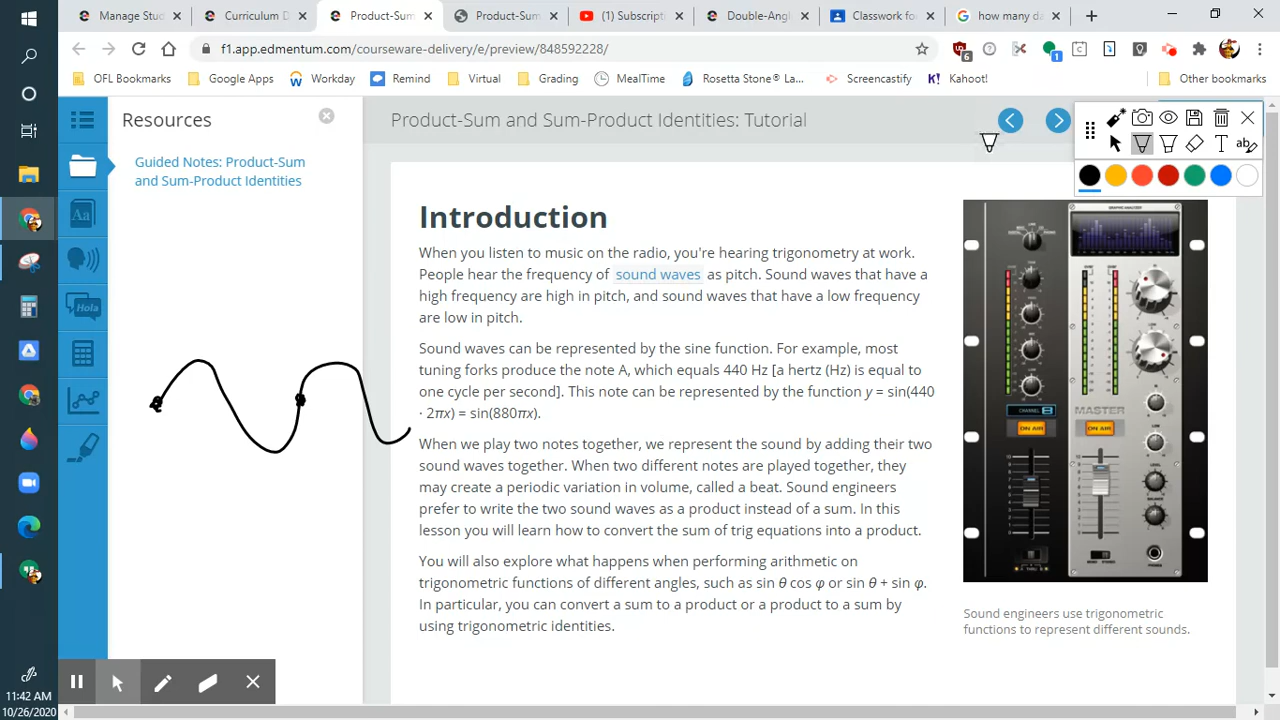 Manage Stud
Curriculum D
Product-Sum
Product-Sum
(1) Subscripti
Double-Angl
Classwork fo
how many d
f1.app.edmentum.com/courseware-delivery/e/preview/848592228/
6
1
OFL Bookmarks
Google Apps
Workday
Remind
Virtual
Grading
MealTime
Rosetta Stone® La...
Screencastify
Kahoot!
Other bookmarks
Resources
Product-Sum and Sum-Product Identities: Tutorial
Guided Notes: Product-Sum
and Sum-Product Identities
Aa
Hola
Introduction
When you listen to music on the radio, you're hearing trigonometry at work.
People hear the frequency of sound waves as pitch. Sound waves that have a
high frequency are high in pitch, and sound waves that have a low frequency
are low in pitch.
Sound waves can be represented by the sine function. For example, most
tuning forks produce the note A, which equals 440 Hz [a hertz (Hz) is equal to
one cycle per second]. This note can be represented by the function y = sin(440
· 2πx) = sin(880πx).
When we play two notes together, we represent the sound by adding their two
sound waves together. When two different notes are played together, they
may create a periodic variation in volume, called a beat. Sound engineers
prefer to write the two sound waves as a product instead of a sum. In this
lesson you will learn how to convert the sum of trig equations into a product.
You will also explore what happens when performing arithmetic on
trigonometric functions of different angles, such as sin θ cos φ or sin θ + sin φ.
In particular, you can convert a sum to a product or a product to a sum by
using trigonometric identities.
CHANNEL
MASTER
ON AIR
ON AIR
Sound engineers use trigonometric
functions to represent different sounds.
11:42 AM
10/26/2020